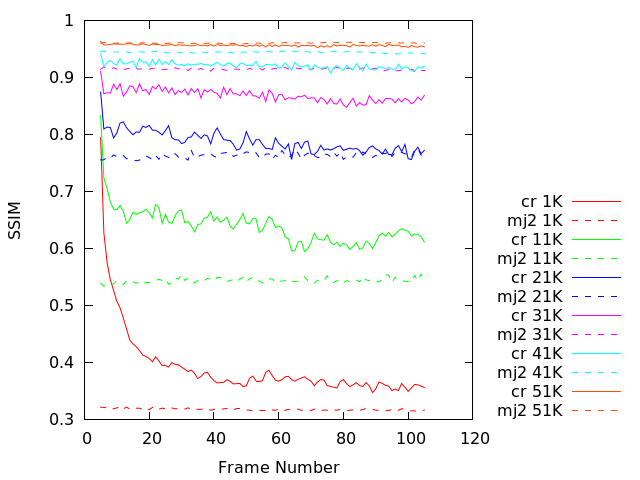 1
0.9
0.8
0.7
0.6
0.5
0.4
0.3
SSIM
0 20 40 60 80 100 120
Frame Number
cr 1K
mj2 1K
cr 11K
mj2 11K
cr 21K
mj2 21K
cr 31K
mj2 31K
cr 41K
mj2 41K
cr 51K
mj2 51K